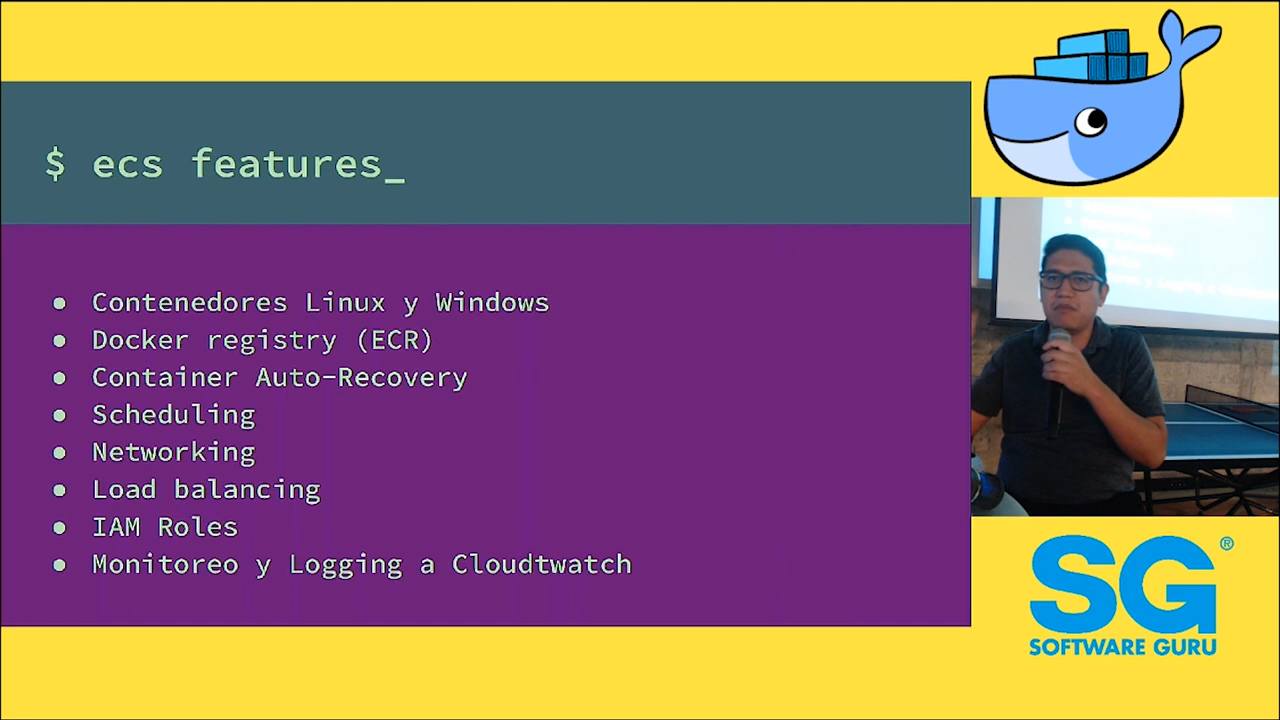 $ ecs features_
● Contenedores Linux y Windows
● Docker registry (ECR)
● Container Auto-Recovery
● Scheduling
● Networking
● Load balancing
● IAM Roles
● Monitoreo y Logging a Cloudtwatch
SG®
SOFTWARE GURU